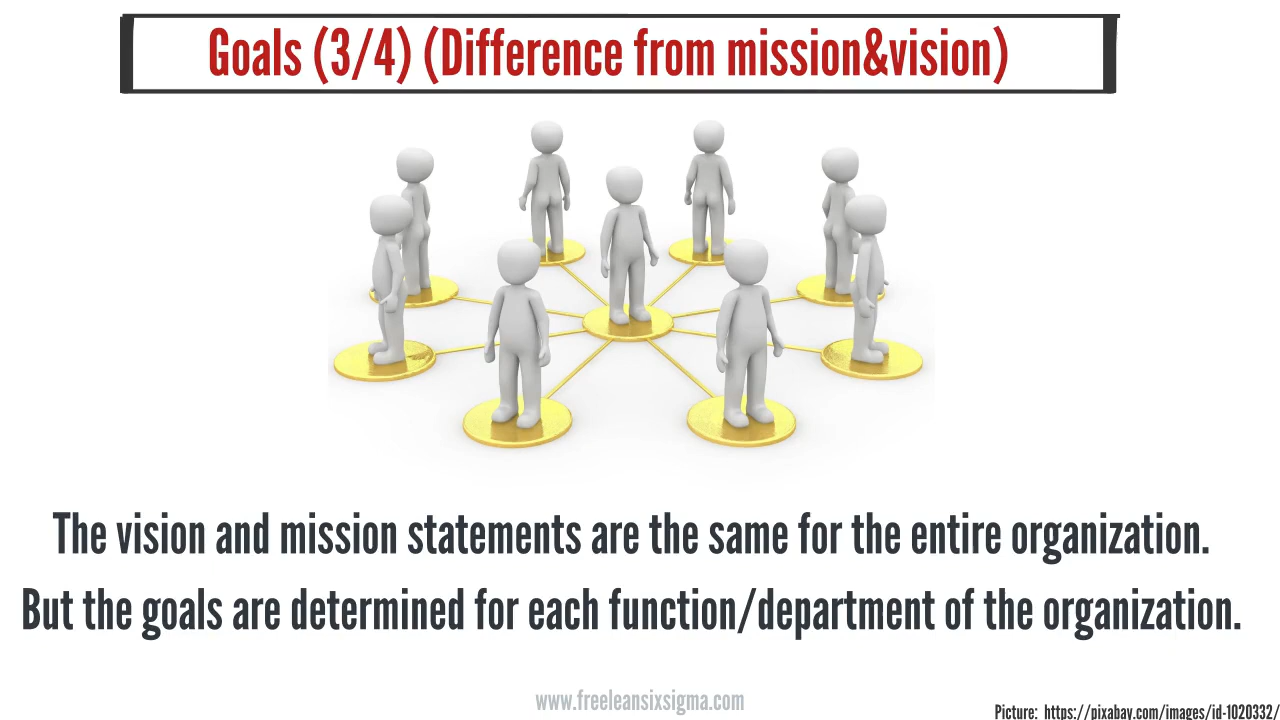 Goals (3/4) (Difference from mission&vision)
The vision and mission statements are the same for the entire organization.
But the goals are determined for each function/department of the organization.
www.freeleansixsigma.com
Picture: https://pixabay.com/images/id-1020332/